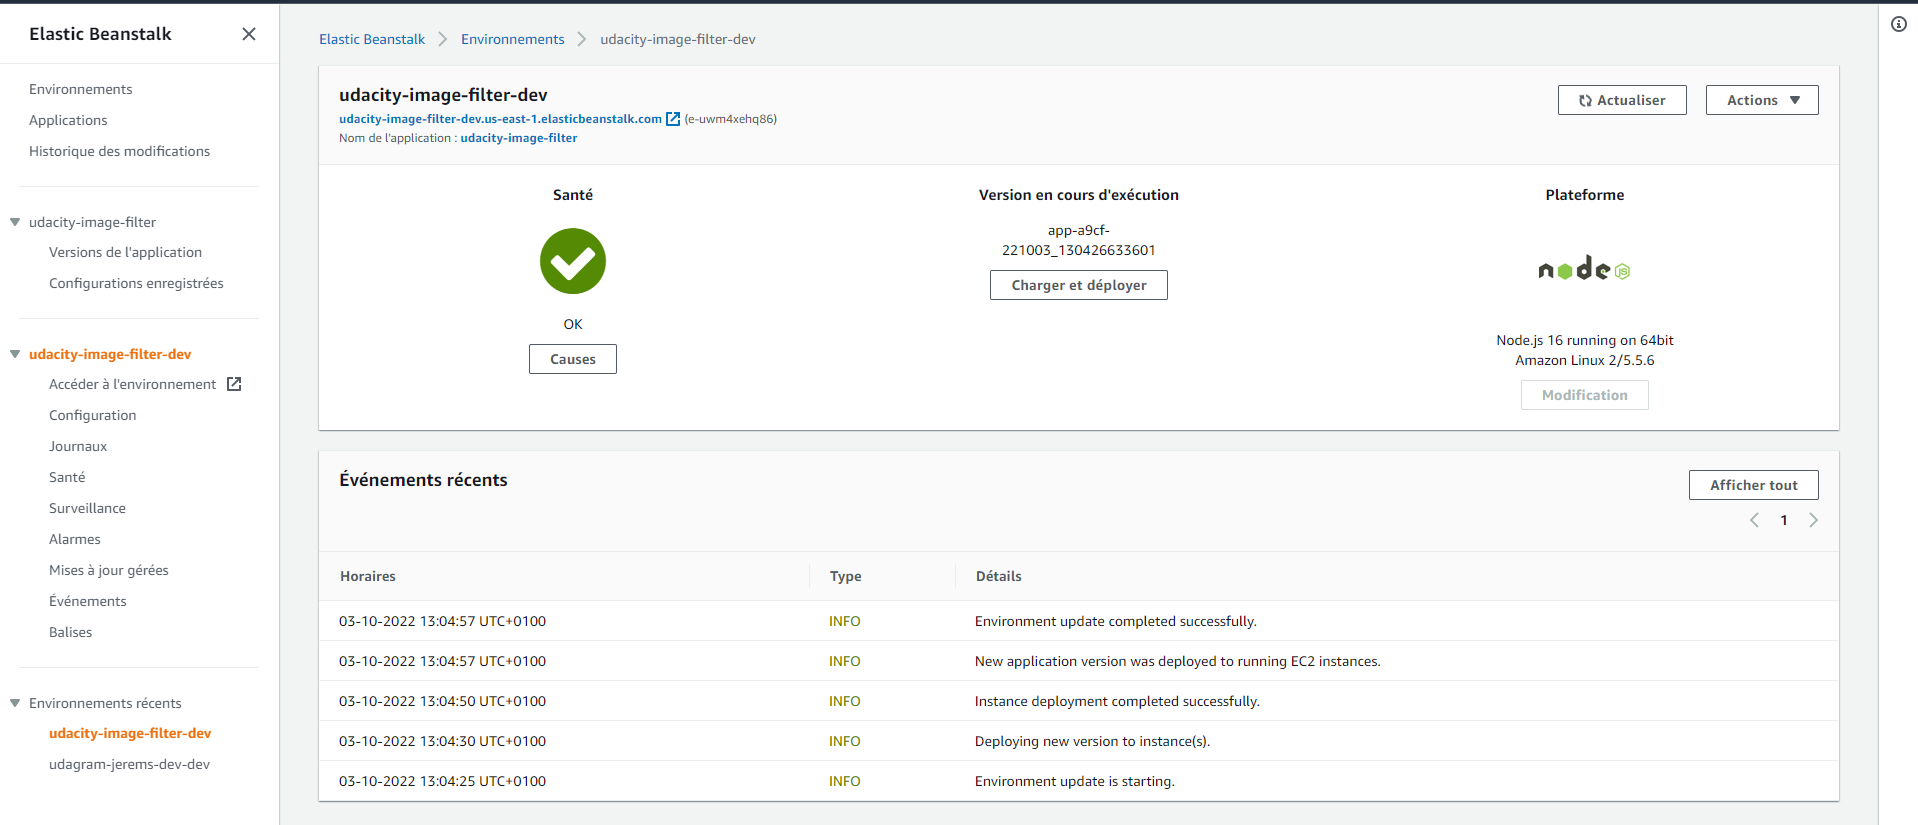 Elastic Beanstalk
Environnements
Applications
Historique des modifications
udacity-image-filter
Versions de l'application
Configurations enregistrées
udacity-image-filter-dev
Accéder à l'environnement
Configuration
Journaux
Santé
Surveillance
Alarmes
Mises à jour gérées
Événements
Balises
Environnements récents
udacity-image-filter-dev
udagram-jerems-dev-dev
Elastic Beanstalk Environnements udacity-image-filter-dev
udacity-image-filter-dev
udacity-image-filter-dev.us-east-1.elasticbeanstalk.com (e-uwm4xehq86)
Nom de l'application : udacity-image-filter
Actualiser
Actions
Santé
OK
Causes
Version en cours d'exécution
app-a9cf-
221003_130426633601
Charger et déployer
Plateforme
node JS
Node.js 16 running on 64bit
Amazon Linux 2/5.5.6
Modification
Événements récents
Afficher tout
1
Horaires Type Détails
03-10-2022 13:04:57 UTC+0100 INFO Environment update completed successfully.
03-10-2022 13:04:57 UTC+0100 INFO New application version was deployed to running EC2 instances.
03-10-2022 13:04:50 UTC+0100 INFO Instance deployment completed successfully.
03-10-2022 13:04:30 UTC+0100 INFO Deploying new version to instance(s).
03-10-2022 13:04:25 UTC+0100 INFO Environment update is starting.